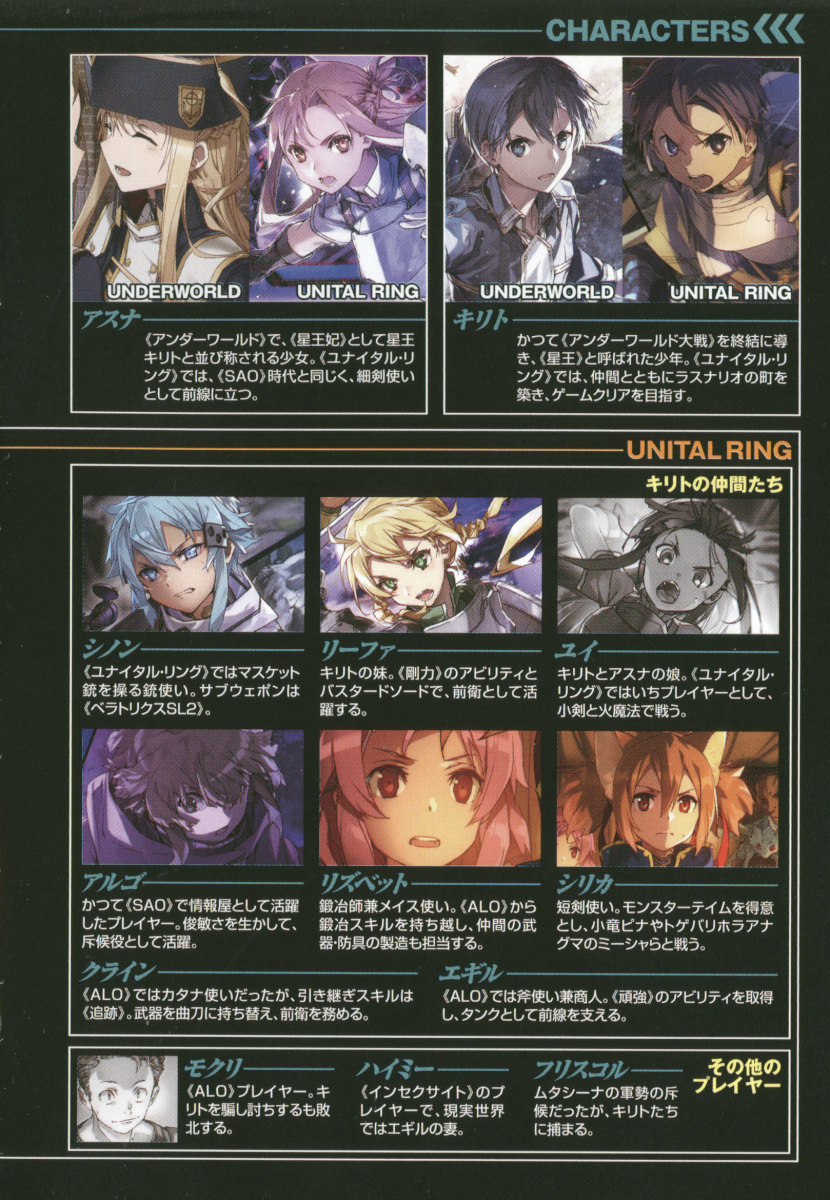 CHARACTERS
UNDERWORLD
UNITAL RING
アスナ
《アンダーワールド》で、《星王妃》として星王
キリトと並び称される少女。《ユナイタル・リ
ング》では、《SAO》時代と同じく、細剣使い
として前線に立つ。
UNDERWORLD
UNITAL RING
キリト
かつて《アンダーワールド大戦》を終結に導
き、《星王》と呼ばれた少年。《ユナイタル・リ
ング》では、仲間とともにラスナリオの町を
築き、ゲームクリアを目指す。
UNITAL RING
キリトの仲間たち
シノン
《ユナイタル・リング》ではマスケット
銃を操る銃使い。サブウェポンは
《ベラトリクスSL2》。
リーファ
キリトの妹。《剛力》のアビリティと
バスタードソードで、前衛として活
躍する。
ユイ
キリトとアスナの娘。《ユナイタル・
リング》ではいちプレイヤーとして、
小剣と火魔法で戦う。
アルゴ
かつて《SAO》で情報屋として活躍
したプレイヤー。俊敏さを生かして、
斥候役として活躍。
リズベット
鍛冶師兼メイス使い。《ALO》から
鍛冶スキルを持ち越し、仲間の武
器・防具の製造も担当する。
シリカ
短剣使い。モンスターテイムを得意
とし、小竜ピナやトゲバリホラアナ
グマのミーシャらと戦う。
クライン
《ALO》ではカタナ使いだったが、引き継ぎスキルは
《追跡》。武器を曲刀に持ち替え、前衛を務める。
エギル
《ALO》では斧使い兼商人。《頑強》のアビリティを取得
し、タンクとして前線を支える。
その他の
プレイヤー
モクリ
《ALO》プレイヤー。キ
リトを騙し討ちするも敗
北する。
ハイミー
《インセクサイト》のプ
レイヤーで、現実世界
ではエギルの妻。
フリスコル
ムタシーナの軍勢の斥
候だったが、キリトたち
に捕まる。